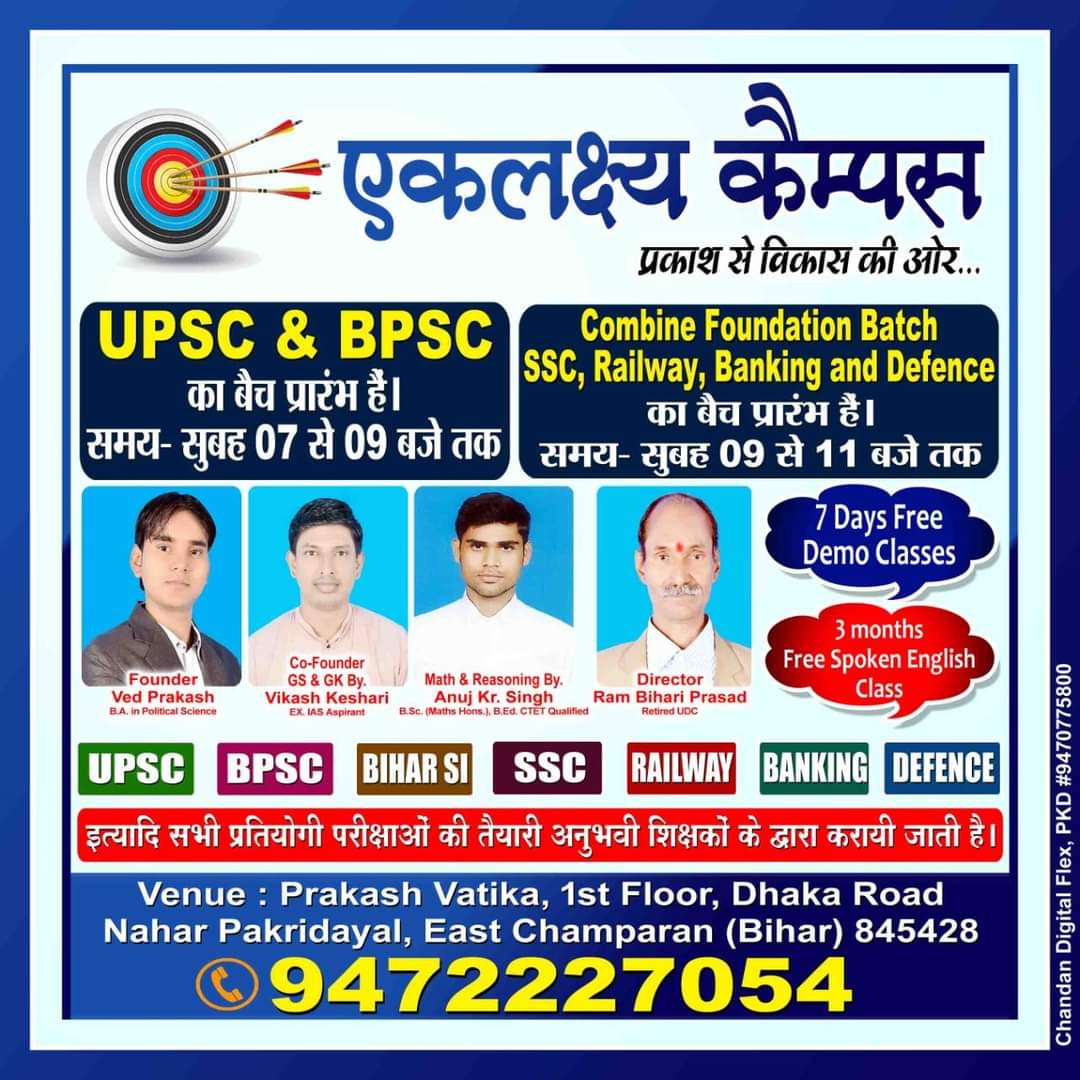 एकलक्ष्य कैम्पस
प्रकाश से विकास की ओर...
UPSC & BPSC
का बैच प्रारंभ हैं।
समय- सुबह 07 से 09 बजे तक
Combine Foundation Batch
SSC, Railway, Banking and Defence
का बैच प्रारंभ हैं।
समय- सुबह 09 से 11 बजे तक
Founder
Ved Prakash
B.A. in Political Science
Co-Founder
GS & GK By.
Vikash Keshari
EX. IAS Aspirant
Math & Reasoning By.
Anuj Kr. Singh
B.Sc. (Maths Hons.), B.Ed. CTET Qualified
Director
Ram Bihari Prasad
Retired UDC
7 Days Free
Demo Classes
3 months
Free Spoken English
Class
UPSC
BPSC
BIHAR SI
SSC
RAILWAY
BANKING
DEFENCE
इत्यादि सभी प्रतियोगी परीक्षाओं की तैयारी अनुभवी शिक्षकों के द्वारा करायी जाती है।
Venue : Prakash Vatika, 1st Floor, Dhaka Road
Nahar Pakridayal, East Champaran (Bihar) 845428
9472227054
Chandan Digital Flex, PKD #9470775800